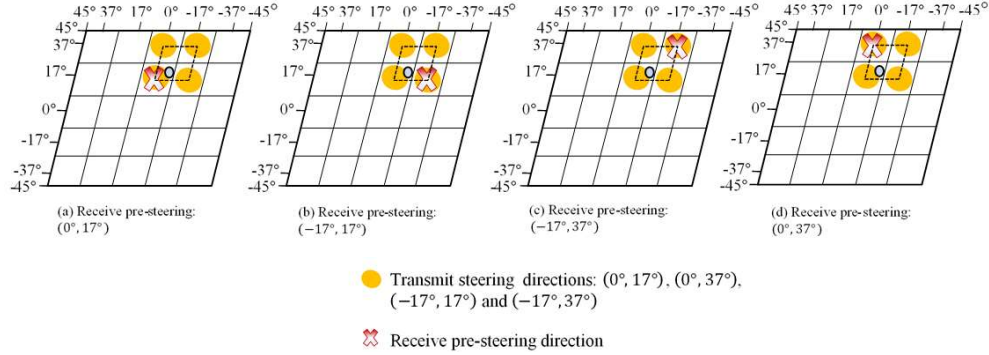 45° 37° 17° 0° -17° -37° -45°
45°
37°
17°
0°
-17°
-37°
-45°
(a) Receive pre-steering:
(0°, 17°)
45° 37° 17° 0° -17° -37° -45°
45°
37°
17°
0°
-17°
-37°
-45°
(b) Receive pre-steering:
(−17°, 17°)
45° 37° 17° 0° -17° -37° -45°
45°
37°
17°
0°
-17°
-37°
-45°
(c) Receive pre-steering:
(−17°, 37°)
45° 37° 17° 0° -17° -37° -45°
45°
37°
17°
0°
-17°
-37°
-45°
(d) Receive pre-steering:
(0°, 37°)
Transmit steering directions: (0°, 17°), (0°, 37°),
(−17°, 17°) and (−17°, 37°)
Receive pre-steering direction